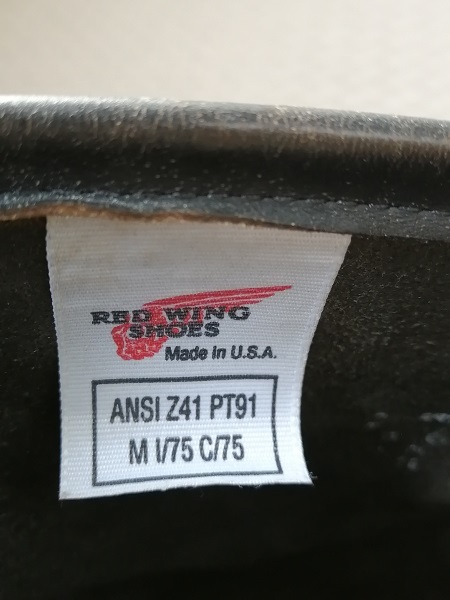 RED WING
SHOES
Made in U.S.A.
ANSI Z41 PT91
M I/75 C/75